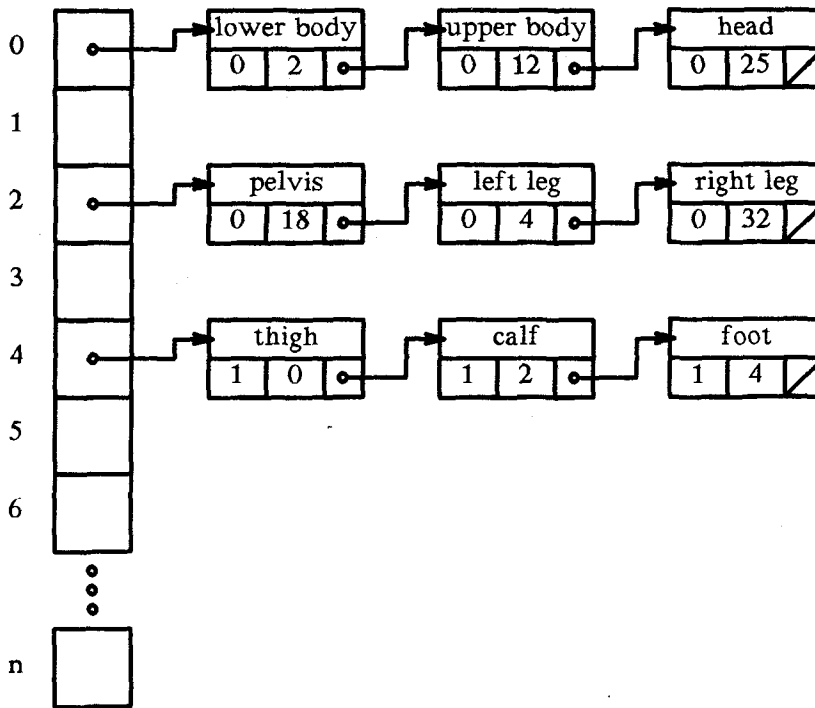 0 lower body upper body head
0 2 0 12 0 25
1
2 pelvis left leg right leg
0 18 0 4 0 32
3
4 thigh calf foot
1 0 1 2 1 4
5
6
n